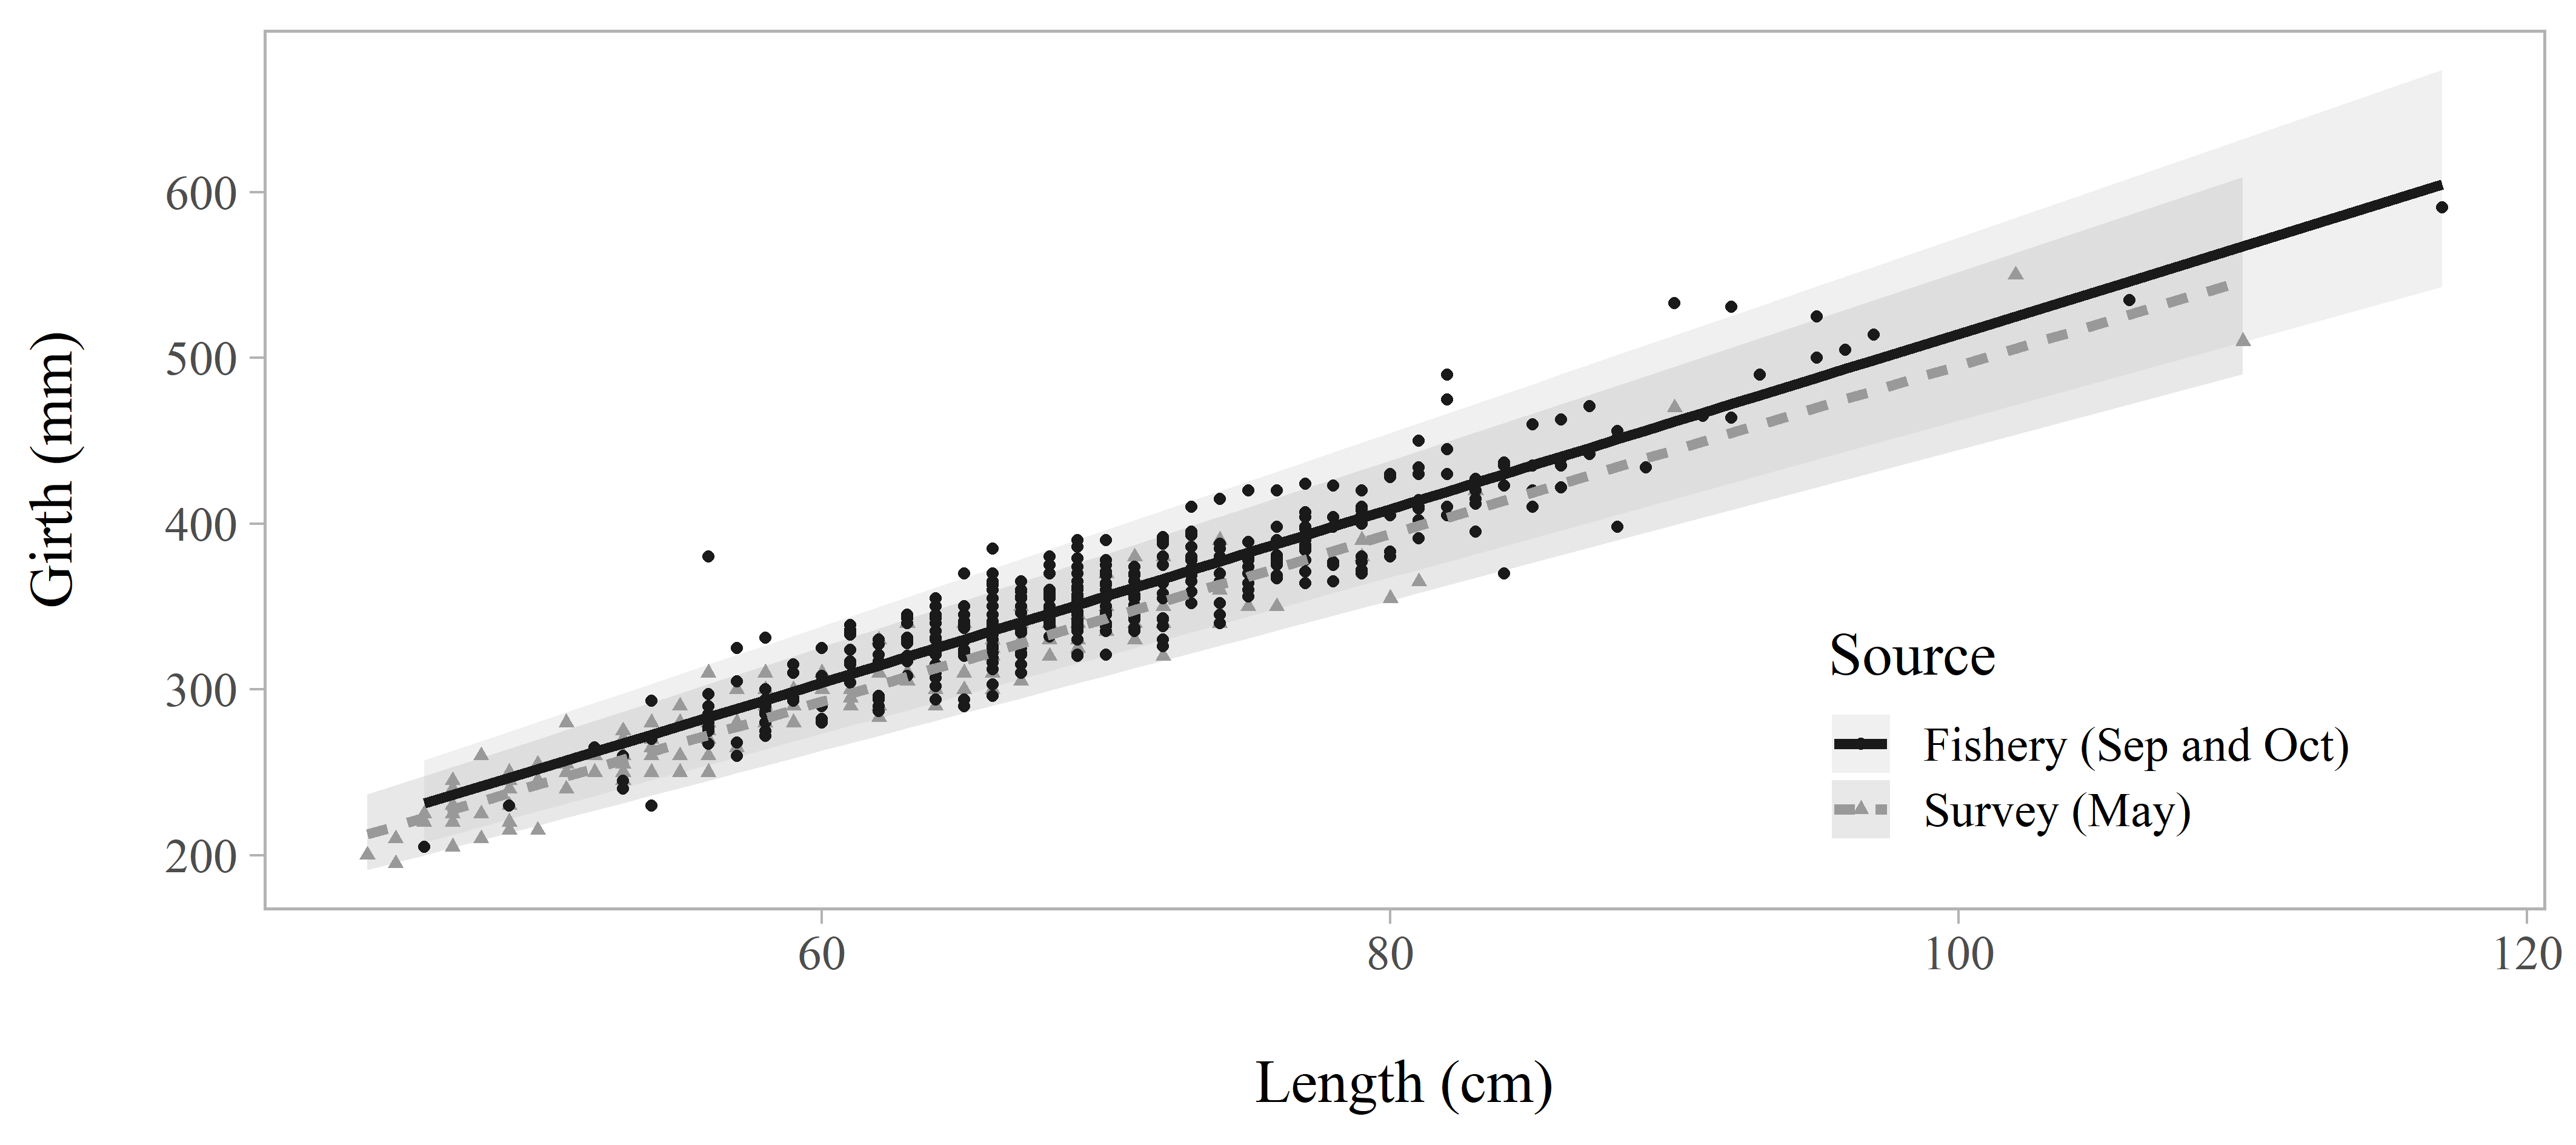 Girth (mm)
600
500
400
300
200
60
80
100
120
Length (cm)
Source
Fishery (Sep and Oct)
Survey (May)